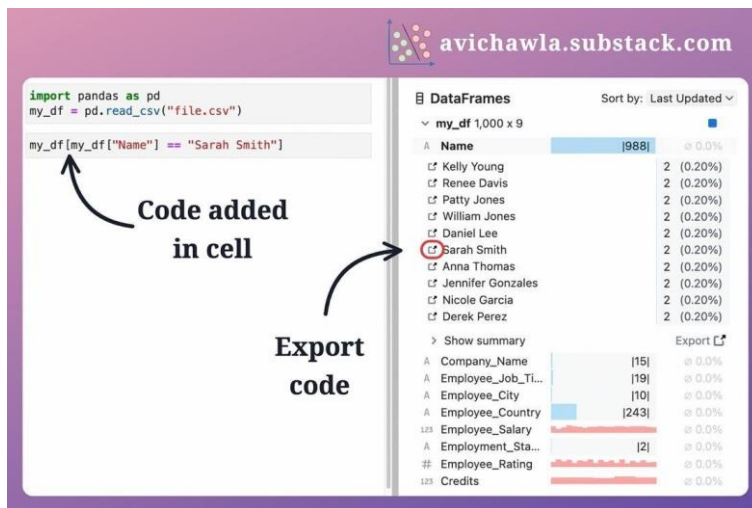 avichawla.substack.com
import pandas as pd
my_df = pd.read_csv("file.csv")
my_df[my_df["Name"] == "Sarah Smith"]
Code added
in cell
Export
code
DataFrames Sort by: Last Updated
my_df 1,000 x 9
A Name |988| ∅ 0.0%
Kelly Young 2 (0.20%)
Renee Davis 2 (0.20%)
Patty Jones 2 (0.20%)
William Jones 2 (0.20%)
Daniel Lee 2 (0.20%)
Sarah Smith 2 (0.20%)
Anna Thomas 2 (0.20%)
Jennifer Gonzales 2 (0.20%)
Nicole Garcia 2 (0.20%)
Derek Perez 2 (0.20%)
> Show summary Export
A Company_Name |15| ∅ 0.0%
A Employee_Job_Ti... |19| ∅ 0.0%
A Employee_City |10| ∅ 0.0%
A Employee_Country |243| ∅ 0.0%
123 Employee_Salary ∅ 0.0%
A Employment_Sta... |2| ∅ 0.0%
# Employee_Rating ∅ 0.0%
123 Credits ∅ 0.0%